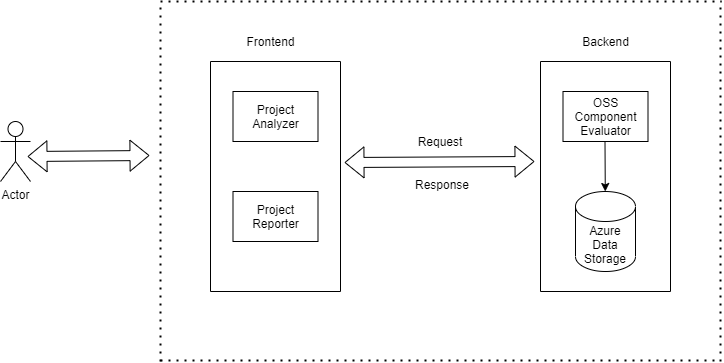 Frontend
Backend
Project
Analyzer
OSS
Component
Evaluator
Request
Response
Actor
Project
Reporter
Azure
Data
Storage